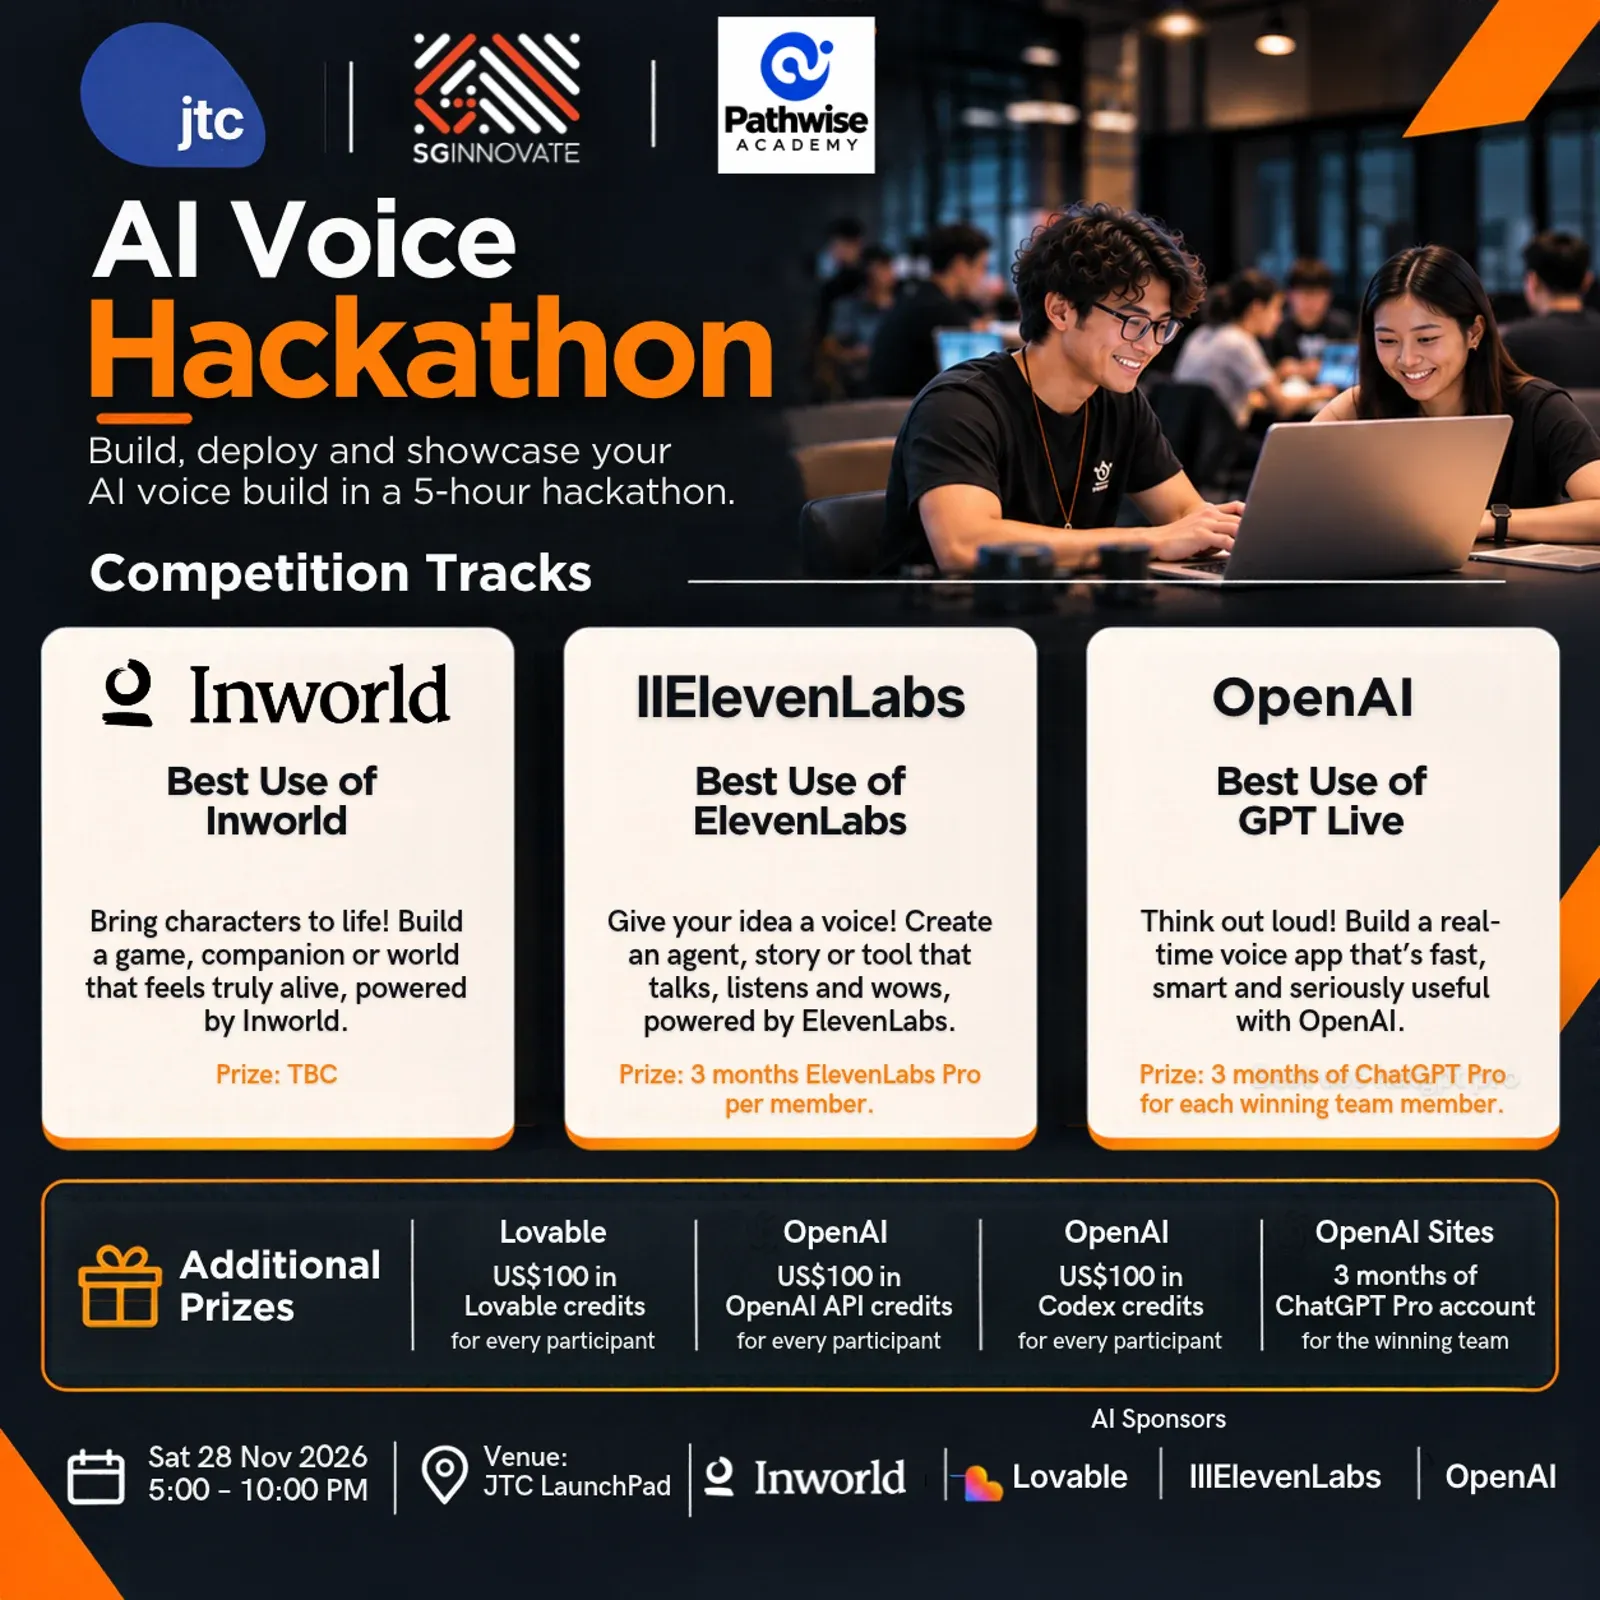 jtc
SGINNOVATE
Pathwise
ACADEMY
AI Voice
Hackathon
Build, deploy and showcase your
AI voice build in a 5-hour hackathon.
Competition Tracks
Inworld
Best Use of
Inworld
Bring characters to life! Build
a game, companion or world
that feels truly alive, powered
by Inworld.
Prize: TBC
IIElevenLabs
Best Use of
ElevenLabs
Give your idea a voice! Create
an agent, story or tool that
talks, listens and wows,
powered by ElevenLabs.
Prize: 3 months ElevenLabs Pro
per member.
OpenAI
Best Use of
GPT Live
Think out loud! Build a real-
time voice app that's fast,
smart and seriously useful
with OpenAI.
Prize: 3 months of ChatGPT Pro
for each winning team member.
Additional
Prizes
Lovable
US$100 in
Lovable credits
for every participant
OpenAI
US$100 in
OpenAI API credits
for every participant
OpenAI
US$100 in
Codex credits
for every participant
OpenAI Sites
3 months of
ChatGPT Pro account
for the winning team
Sat 28 Nov 2026
5:00 – 10:00 PM
Venue:
JTC LaunchPad
AI Sponsors
Inworld
Lovable
IIIElevenLabs
OpenAI